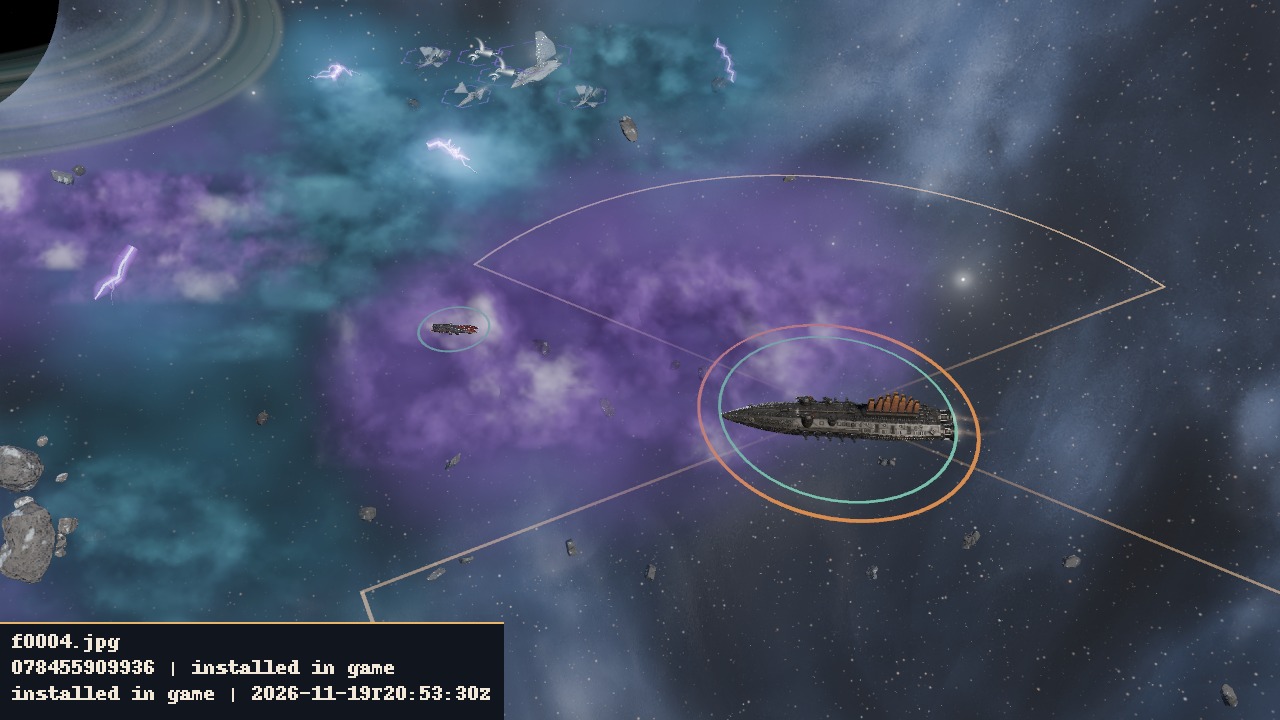 f0004.jpg
078455909936 | installed in game
installed in game | 2026-11-19T20:53:30Z